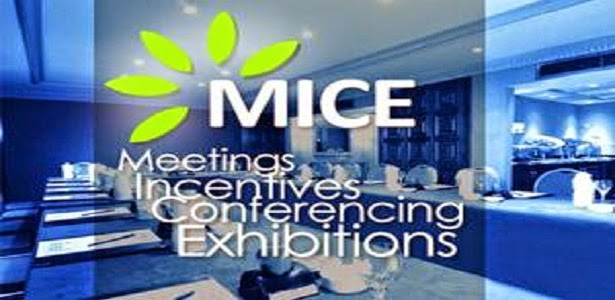 MICE
Meetings
Incentives
Conferencing
Exhibitions